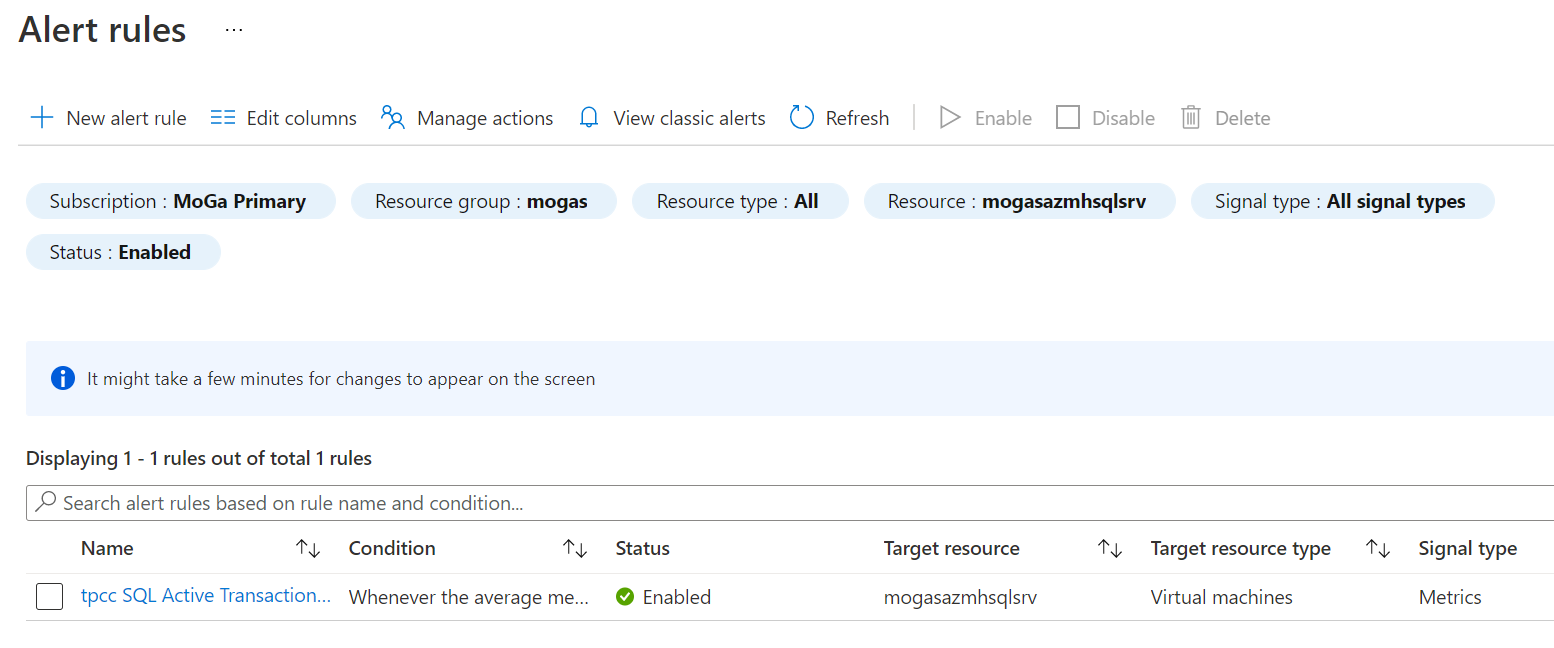 Alert rules ...
New alert rule Edit columns Manage actions View classic alerts Refresh Enable Disable Delete
Subscription : MoGa Primary Resource group : mogas Resource type : All Resource : mogasazmhsqlsrv Signal type : All signal types
Status : Enabled
It might take a few minutes for changes to appear on the screen
Displaying 1 - 1 rules out of total 1 rules
Search alert rules based on rule name and condition...
Name Condition Status Target resource Target resource type Signal type
tpcc SQL Active Transaction... Whenever the average me... Enabled mogasazmhsqlsrv Virtual machines Metrics